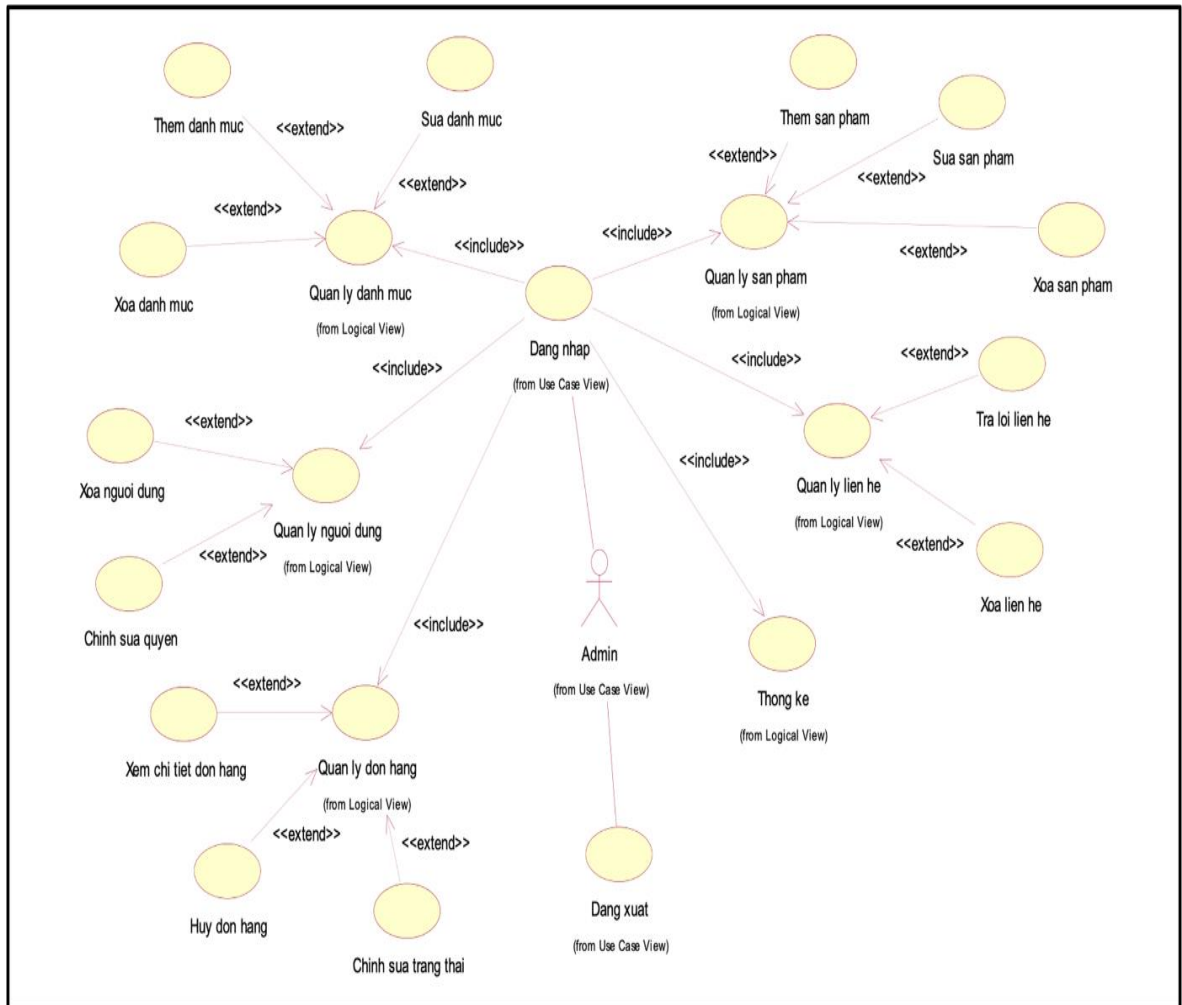 Them danh muc
<<extend>>
Sua danh muc
<<extend>>
<<extend>>
Xoa danh muc
Quan ly danh muc
(from Logical View)
<<include>>
<<include>>
Them san pham
<<extend>>
Sua san pham
<<extend>>
<<extend>>
Xoa san pham
Quan ly san pham
(from Logical View)
Dang nhap
(from Use Case View)
<<include>>
<<include>>
<<extend>>
Tra loi lien he
Quan ly lien he
(from Logical View)
<<extend>>
Xoa lien he
<<extend>>
Xoa nguoi dung
Quan ly nguoi dung
(from Logical View)
<<extend>>
Chinh sua quyen
<<include>>
<<include>>
Admin
(from Use Case View)
Thong ke
(from Logical View)
<<extend>>
Xem chi tiet don hang
Quan ly don hang
(from Logical View)
<<extend>>
<<extend>>
Huy don hang
Chinh sua trang thai
Dang xuat
(from Use Case View)